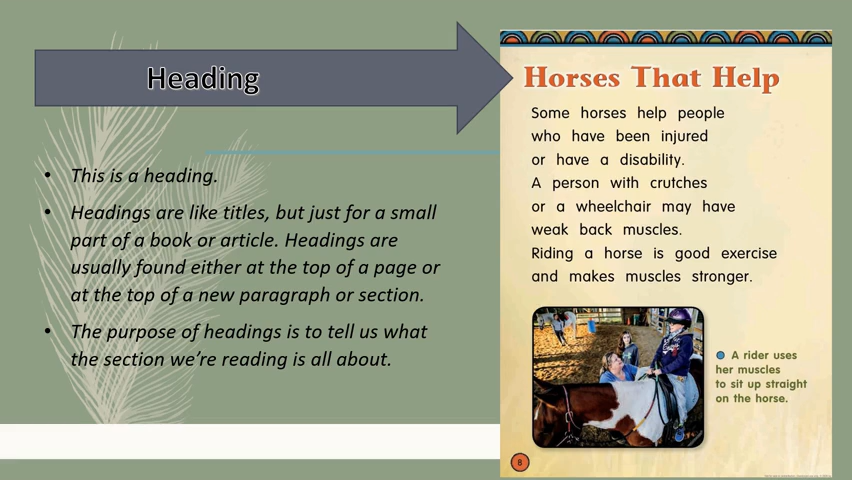 Heading
• This is a heading.
• Headings are like titles, but just for a small
part of a book or article. Headings are
usually found either at the top of a page or
at the top of a new paragraph or section.
• The purpose of headings is to tell us what
the section we’re reading is all about.
Horses That Help
Some horses help people
who have been injured
or have a disability.
A person with crutches
or a wheelchair may have
weak back muscles.
Riding a horse is good exercise
and makes muscles stronger.
A rider uses
her muscles
to sit up straight
on the horse.
8